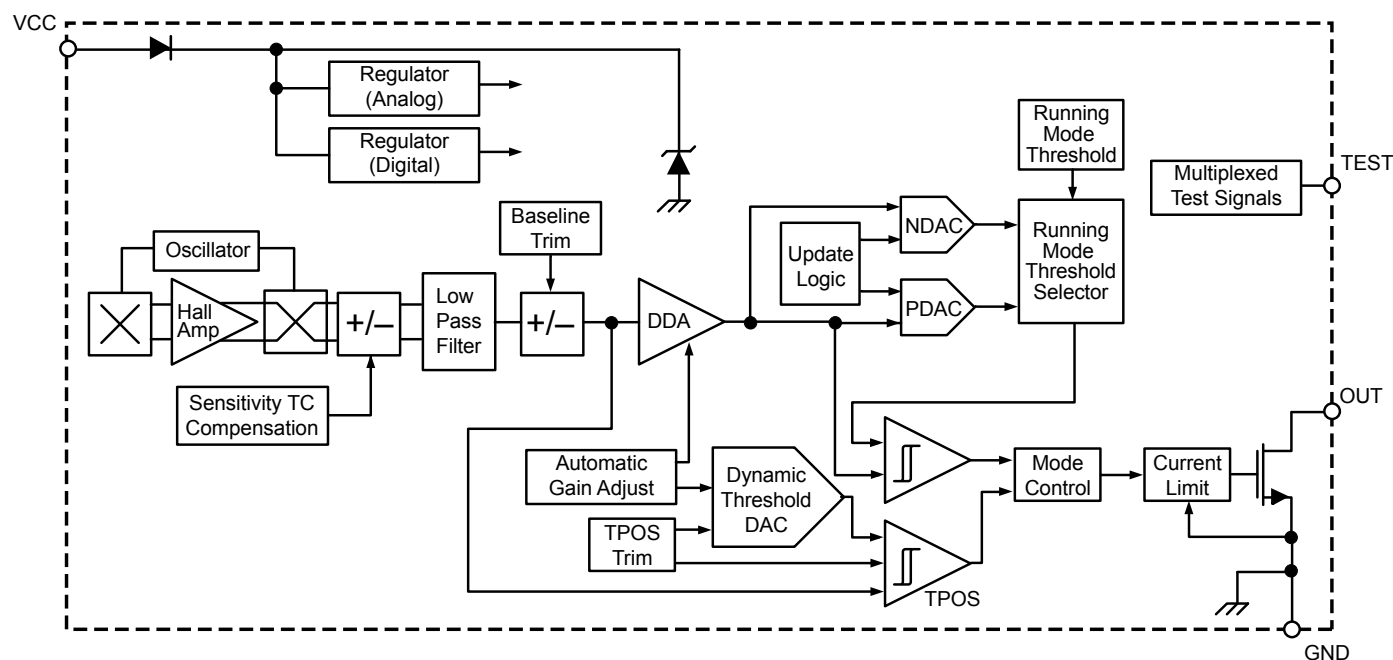 VCC
Regulator
(Analog)
Regulator
(Digital)
Running
Mode
Threshold
Multiplexed
Test Signals
TEST
Baseline
Trim
Oscillator
Hall
Amp
+/–
Low
Pass
Filter
+/–
DDA
Update
Logic
NDAC
PDAC
Running
Mode
Threshold
Selector
Sensitivity TC
Compensation
Automatic
Gain Adjust
TPOS
Trim
Dynamic
Threshold
DAC
TPOS
Mode
Control
Current
Limit
OUT
GND